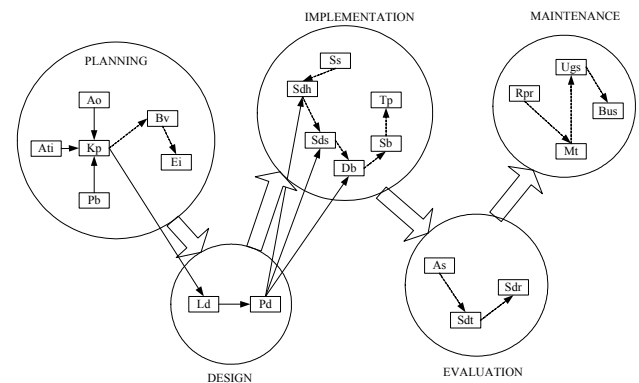 PLANNING
Ao
Bv
Ati
Kp
Ei
Pb
DESIGN
Ld
Pd
IMPLEMENTATION
Ss
Sdh
Tp
Sds
Sb
Db
EVALUATION
As
Sdr
Sdt
MAINTENANCE
Ugs
Rpr
Bus
Mt